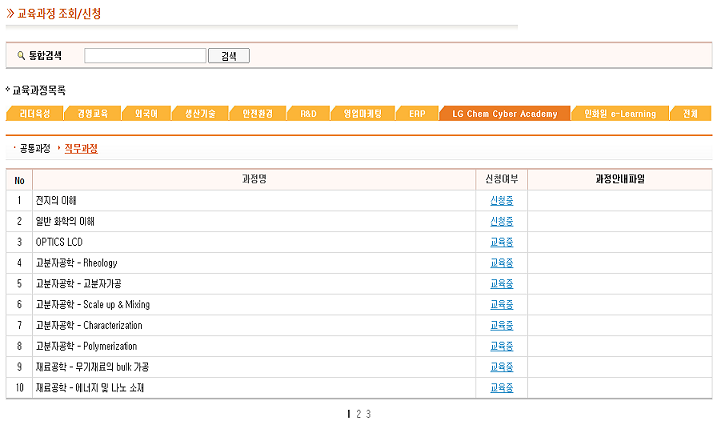 교육과정 조회/신청
통합검색 검색
교육과정목록
리더육성 경영교육 외국어 생산기술 안전환경 R&D 영업마케팅 ERP LG Chem Cyber Academy 인화원 e-Learning 전체
공통과정 직무과정
No 과정명 신청여부 과정안내파일
1 전지의 이해 신청중
2 일반 화학의 이해 신청중
3 OPTICS LCD 교육중
4 고분자공학 - Rheology 교육중
5 고분자공학 - 고분자가공 교육중
6 고분자공학 - Scale up & Mixing 교육중
7 고분자공학 - Characterization 교육중
8 고분자공학 - Polymerization 교육중
9 재료공학 - 무기재료의 bulk 가공 교육중
10 재료공학 - 에너지 및 나노 소재 교육중
1 2 3